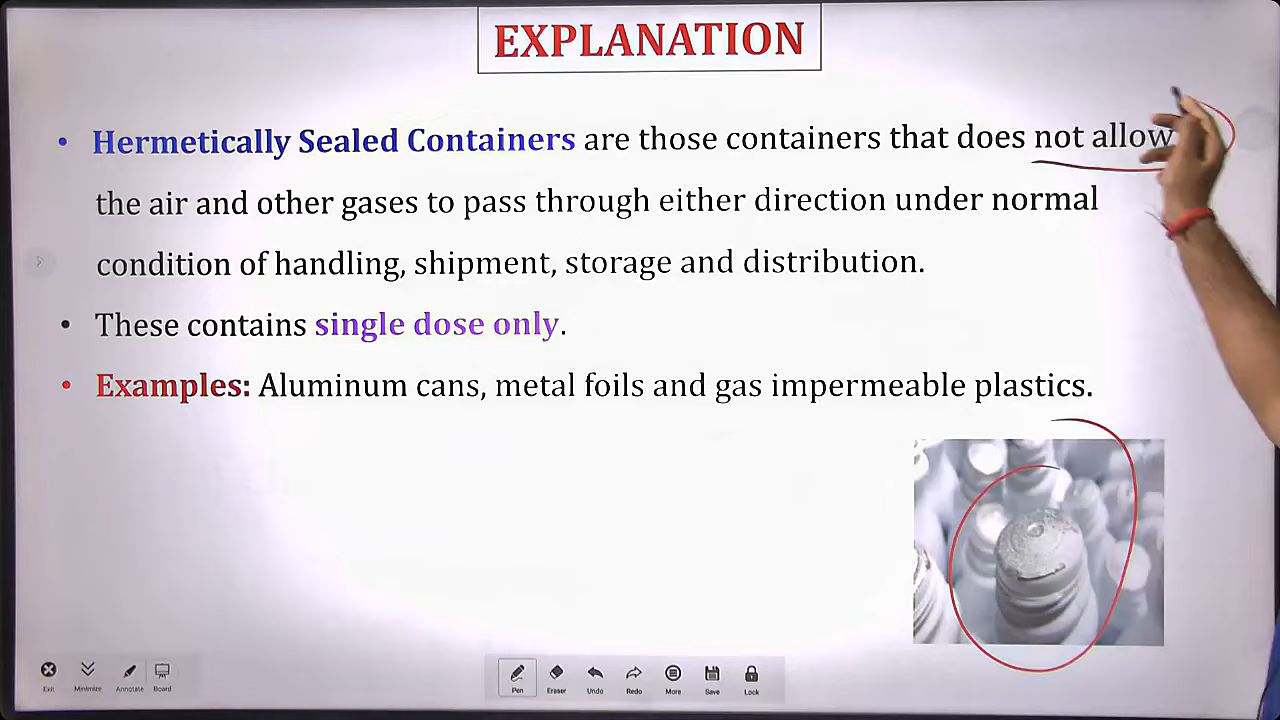 EXPLANATION
• Hermetically Sealed Containers are those containers that does not allow
the air and other gases to pass through either direction under normal
condition of handling, shipment, storage and distribution.
• These contains single dose only.
• Examples: Aluminum cans, metal foils and gas impermeable plastics.
Exit Minimize Annotate Board Pen Eraser Undo Redo More Save Lock